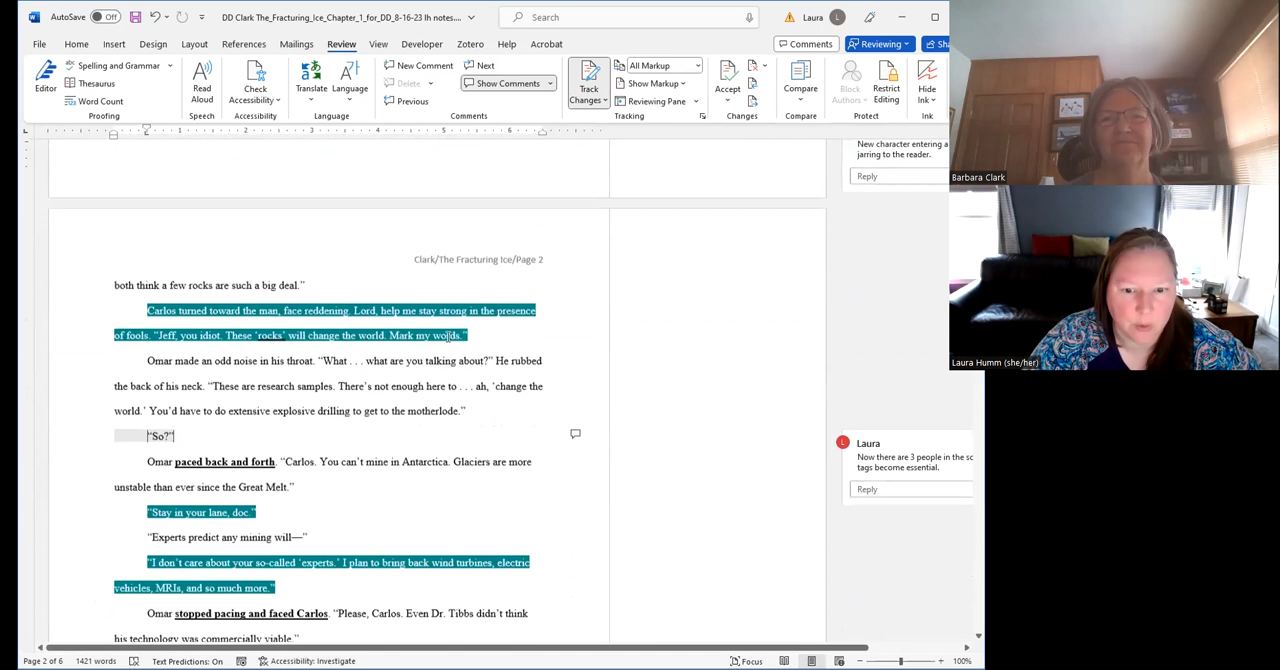 AutoSave Off DD Clark The_Fracturing_Ice_Chapter_1_for_DD_8-16-23 lh notes.... Search Laura
File Home Insert Design Layout References Mailings Review View Developer Zotero Help Acrobat Comments Reviewing Sha
Editor
Spelling and Grammar
Thesaurus
Word Count
Proofing
Read Aloud
Speech
Check Accessibility
Accessibility
Translate
Language
Language
New Comment
Delete
Previous
Next
Show Comments
Comments
Track Changes
All Markup
Show Markup
Reviewing Pane
Tracking
Accept
Changes
Compare
Compare
Block Authors
Restrict Editing
Protect
Hide Ink
Ink
1 2 3 4 5 6
New character entering a
jarring to the reader.
Reply
Barbara Clark
Clark/The Fracturing Ice/Page 2
both think a few rocks are such a big deal.”
Carlos turned toward the man, face reddening. Lord, help me stay strong in the presence
of fools. “Jeff, you idiot. These ‘rocks’ will change the world. Mark my words.”
Omar made an odd noise in his throat. “What . . . what are you talking about?” He rubbed
the back of his neck. “These are research samples. There’s not enough here to . . . ah, ‘change the
world.’ You’d have to do extensive explosive drilling to get to the motherlode.”
“So?”
Omar paced back and forth. “Carlos. You can’t mine in Antarctica. Glaciers are more
unstable than ever since the Great Melt.”
“Stay in your lane, doc.”
“Experts predict any mining will—”
“I don’t care about your so-called ‘experts.’ I plan to bring back wind turbines, electric
vehicles, MRIs, and so much more.”
Omar stopped pacing and faced Carlos. “Please, Carlos. Even Dr. Tibbs didn’t think
his technology was commercially viable.”
Laura Humm (she/her)
L Laura
Now there are 3 people in the sc
tags become essential.
Reply
Page 2 of 6 1421 words Text Predictions: On Accessibility: Investigate Focus 100%